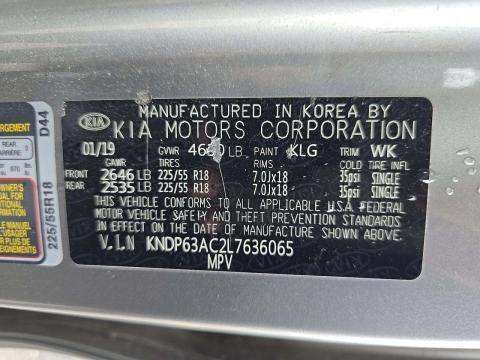 MANUFACTURED IN KOREA BY
KIA
KIA MOTORS CORPORATION
01/19 GVWR LB PAINT KLG TRIM WK
GAWR TIRES RIMS COLD TIRE INFL
FRONT 2646 LB 225/55 R18 7.0Jx18 35psi SINGLE
REAR 2535 LB 225/55 R18 7.0Jx18 35psi SINGLE
THIS VEHICLE CONFORMS TO ALL APPLICABLE U.S.A FEDERAL
MOTOR VEHICLE SAFETY AND THEFT PREVENTION STANDARDS
IN EFFECT ON THE DATE OF MANUFACTURE SHOWN ABOVE.
V.I.N KNDP63AC2L7636065
MPV
D44
REAR
225/55R18